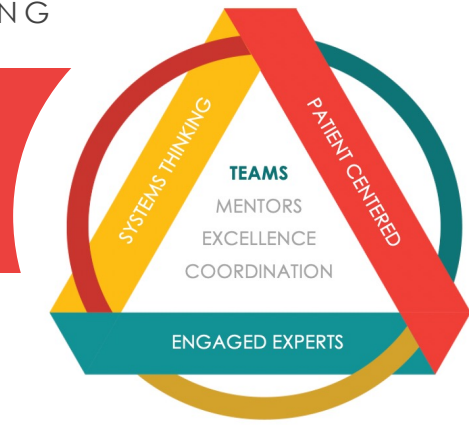 NG
SYSTEMS THINKING
PATIENT CENTERED
TEAMS
MENTORS
EXCELLENCE
COORDINATION
ENGAGED EXPERTS